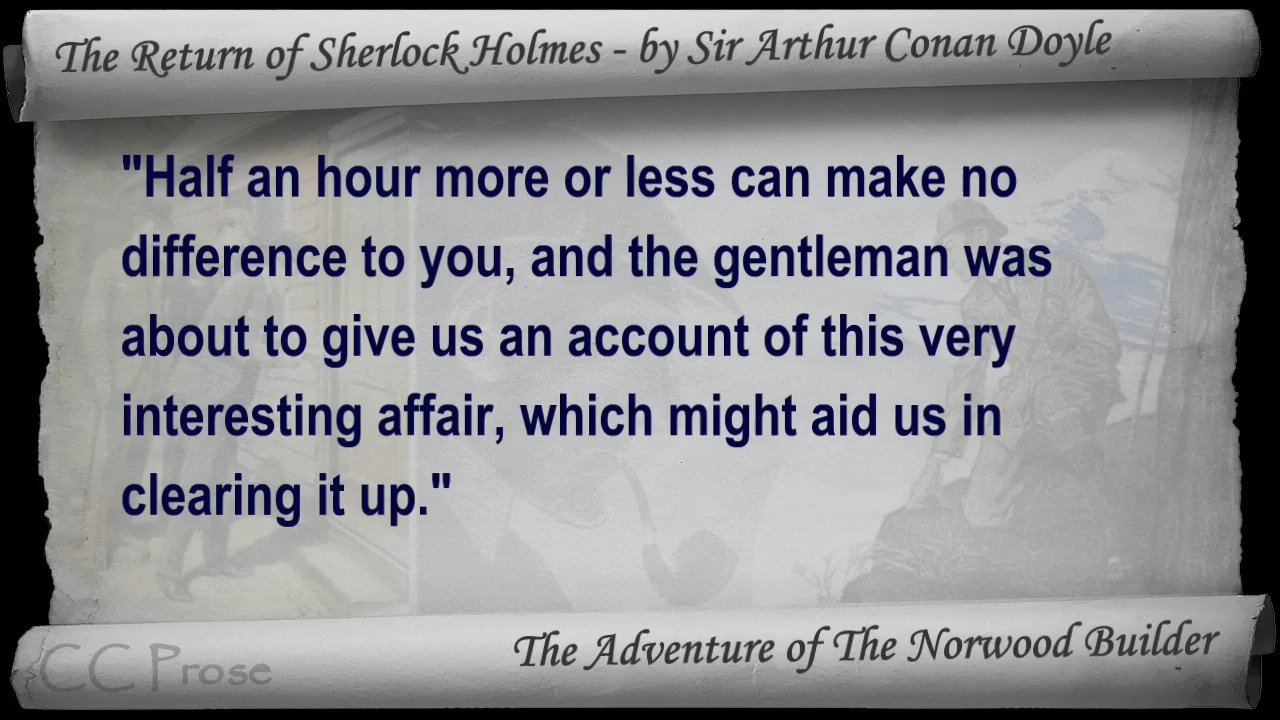 The Return of Sherlock Holmes - by Sir Arthur Conan Doyle
"Half an hour more or less can make no
difference to you, and the gentleman was
about to give us an account of this very
interesting affair, which might aid us in
clearing it up."
The Adventure of The Norwood Builder
CC Prose